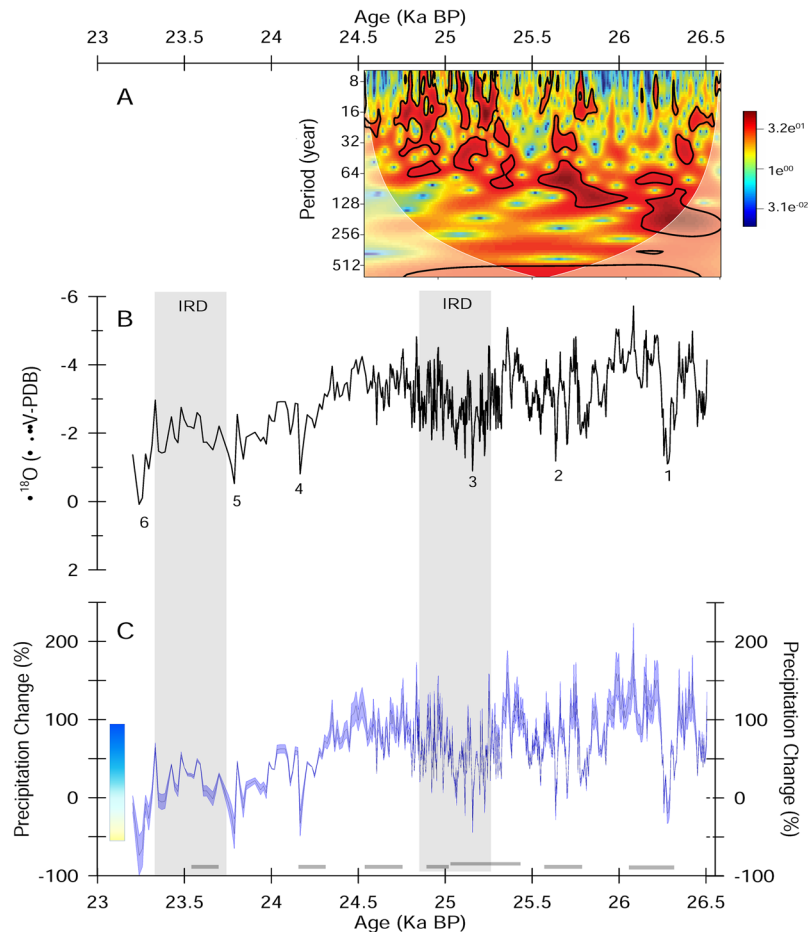 Age (Ka BP)
23 23.5 24 24.5 25 25.5 26 26.5
A
Period (year)
8
16
32
64
128
256
512
3.2e01
1e00
3.1e-02
B
IRD IRD
•18O (• .••V-PDB)
-6
-4
-2
0
2
6 5 4 3 2 1
C
Precipitation Change (%)
200
100
0
-100
Precipitation Change (%)
200
100
0
-100
23 23.5 24 24.5 25 25.5 26 26.5
Age (Ka BP)